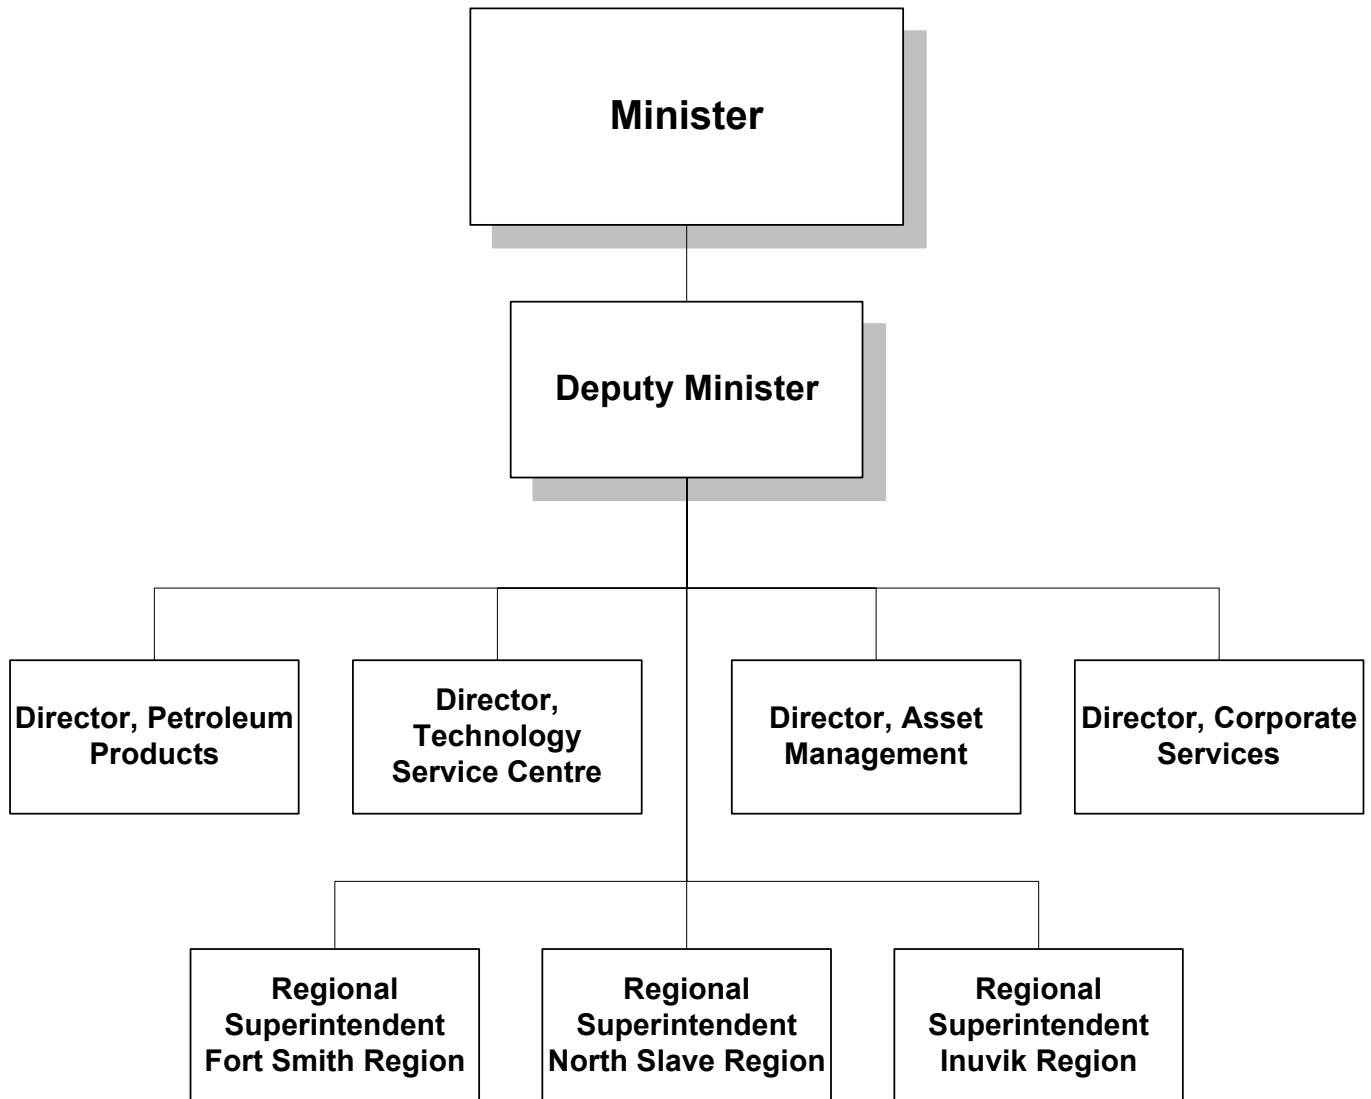 Minister
Deputy Minister
Director, Petroleum
Products
Director,
Technology
Service Centre
Director, Asset
Management
Director, Corporate
Services
Regional
Superintendent
Fort Smith Region
Regional
Superintendent
North Slave Region
Regional
Superintendent
Inuvik Region